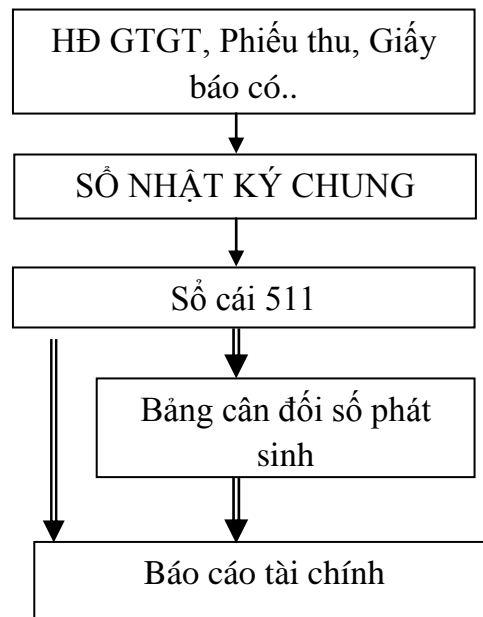 HĐ GTGT, Phiếu thu, Giấy
báo có..
SỔ NHẬT KÝ CHUNG
Sổ cái 511
Bảng cân đối số phát
sinh
Báo cáo tài chính